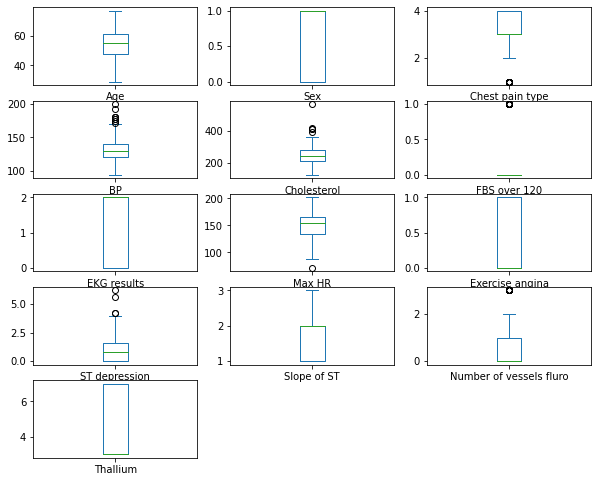 60
40
Age
1.0
0.5
0.0
Sex
4
2
Chest pain type
200
150
100
BP
400
200
Cholesterol
1.0
0.5
0.0
FBS over 120
2
1
0
EKG results
200
150
100
Max HR
1.0
0.5
0.0
Exercise angina
5.0
2.5
0.0
ST depression
3
2
1
Slope of ST
2
0
Number of vessels fluro
6
4
Thallium